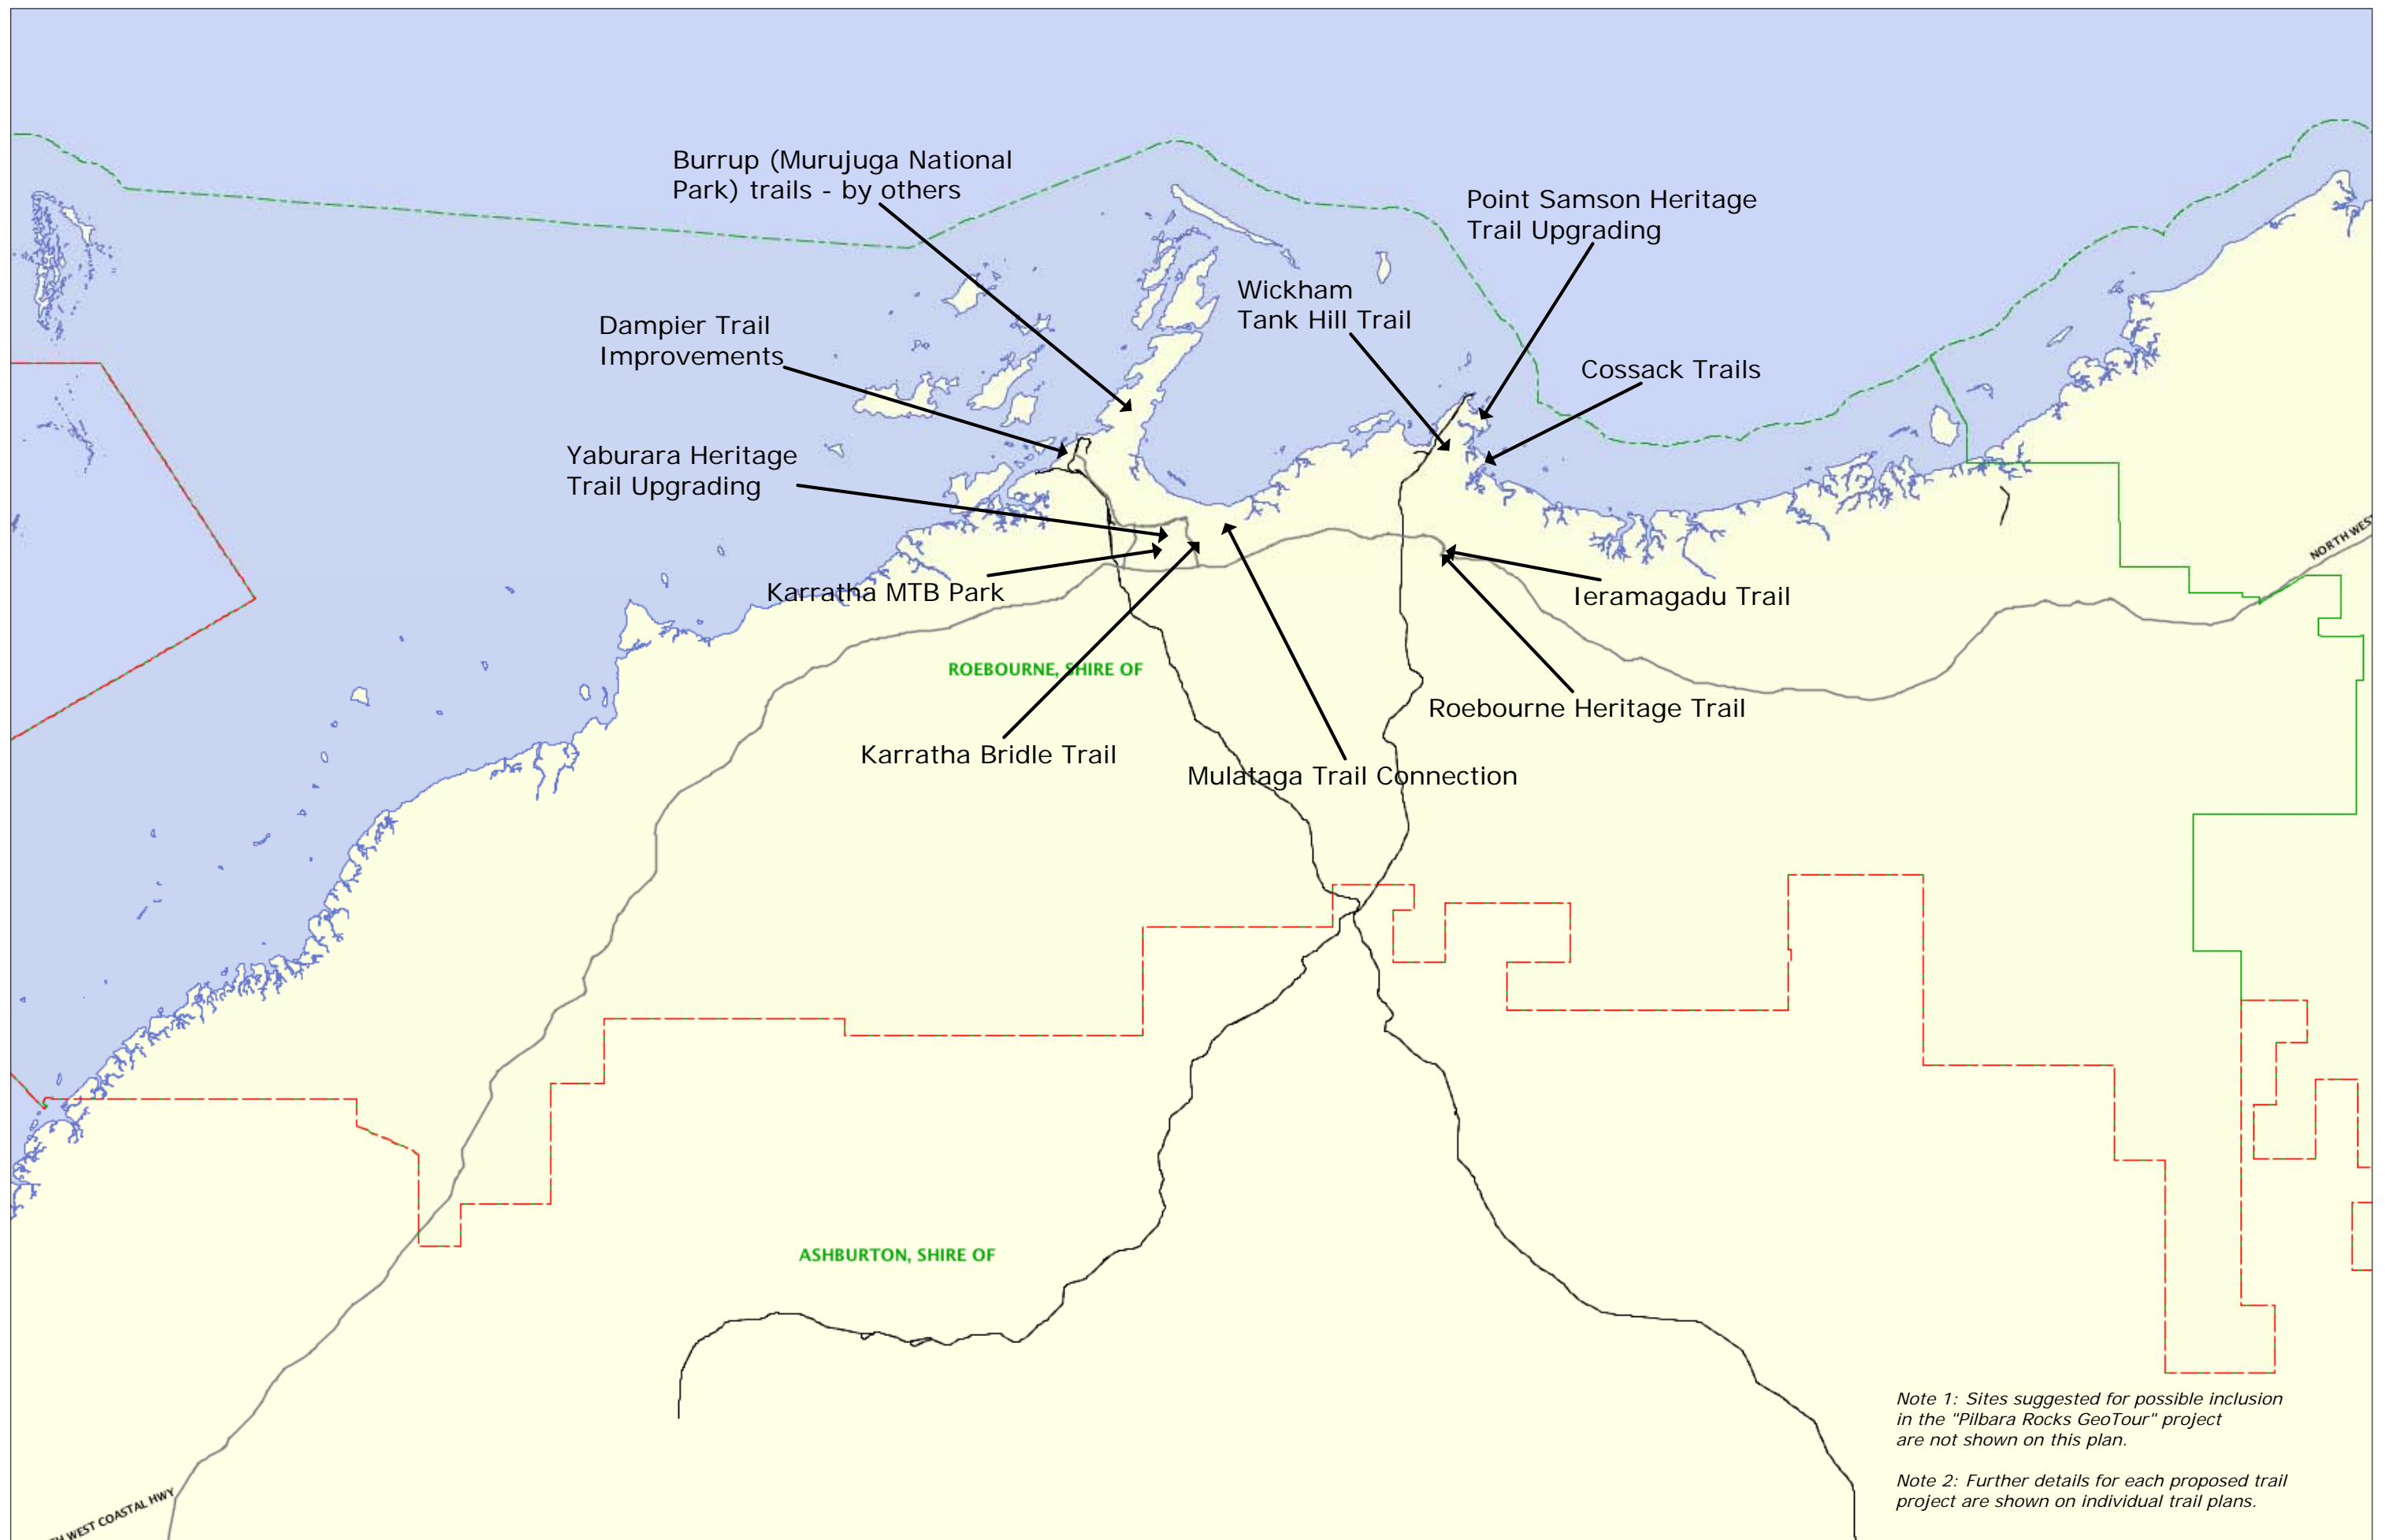 Burrup (Murujuga National
Park) trails - by others
Point Samson Heritage
Trail Upgrading
Wickham
Tank Hill Trail
Dampier Trail
Improvements
Cossack Trails
Yaburara Heritage
Trail Upgrading
NORTH WEST
Karratha MTB Park
Ieramagadu Trail
ROEBOURNE, SHIRE OF
Roebourne Heritage Trail
Karratha Bridle Trail
Mulataga Trail Connection
ASHBURTON, SHIRE OF
Note 1: Sites suggested for possible inclusion
in the "Pilbara Rocks GeoTour" project
are not shown on this plan.
Note 2: Further details for each proposed trail
project are shown on individual trail plans.
WEST COASTAL HWY